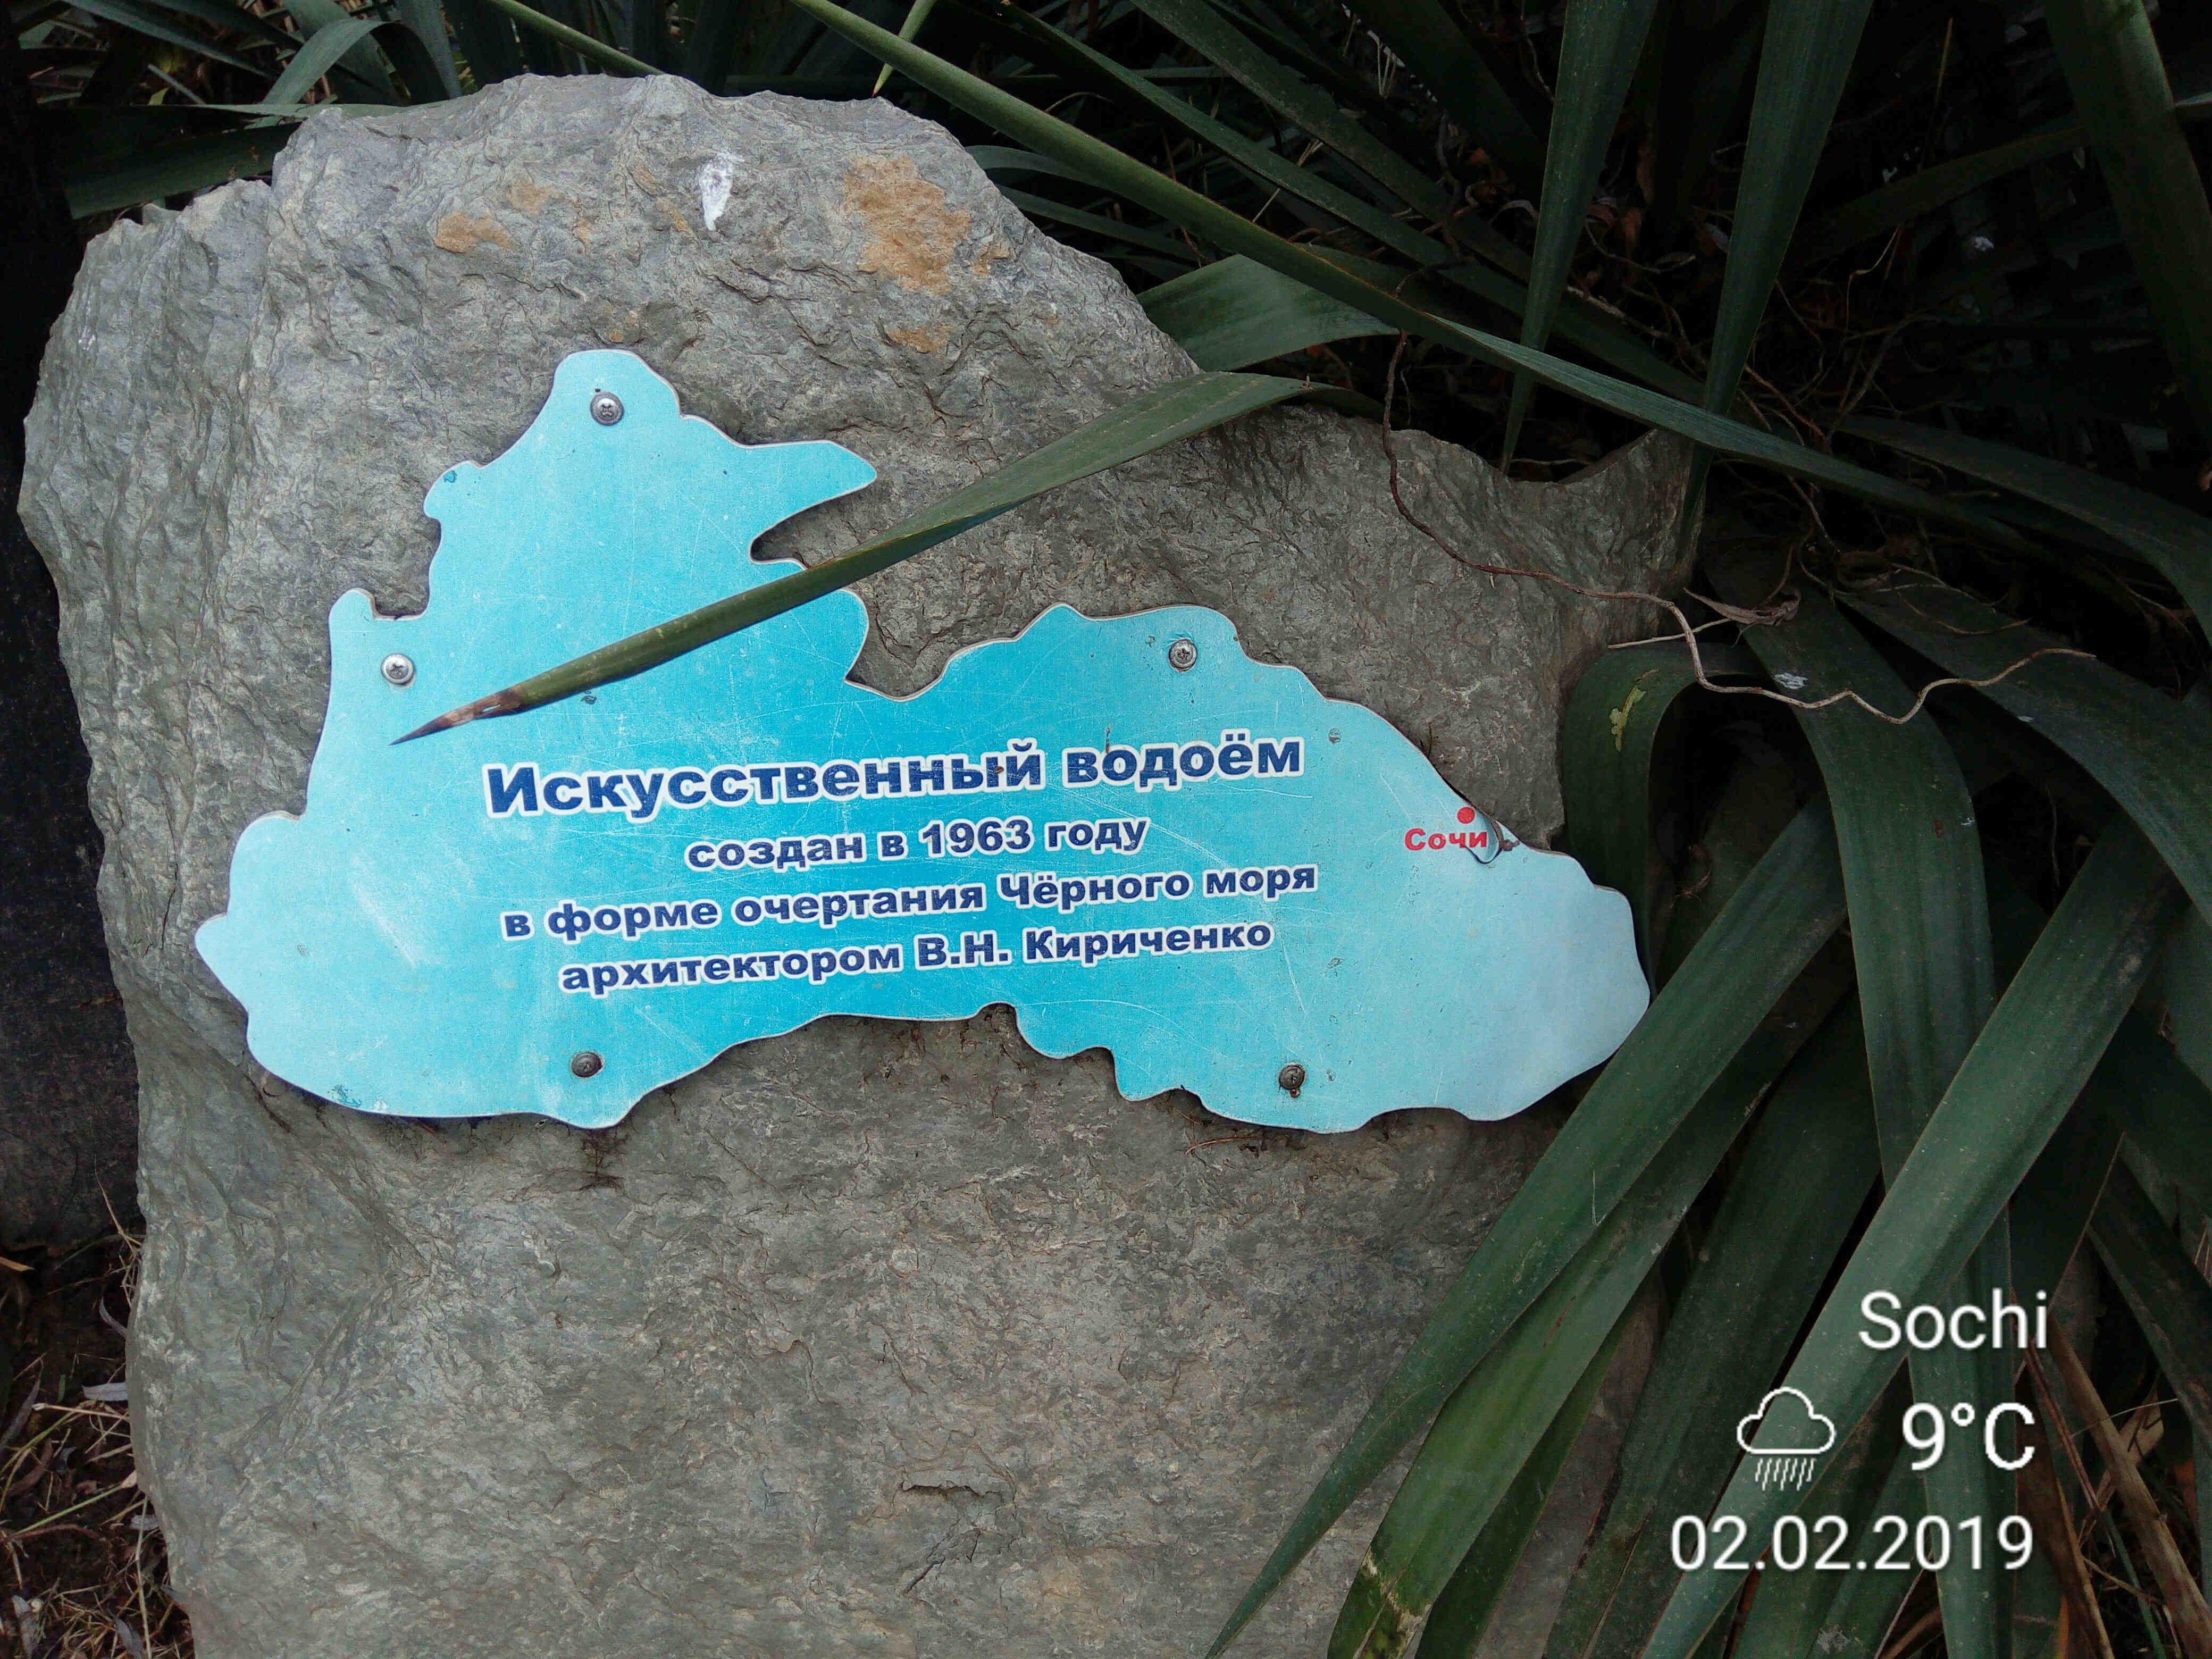 Искусственный водоём
создан в 1963 году
в форме очертания Чёрного моря
архитектором В.Н. Кириченко
Сочи
Sochi
9°C
02.02.2019